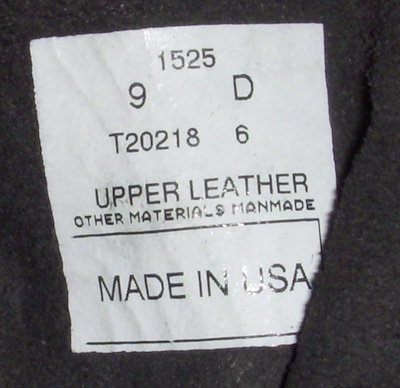 1525
9 D
T20218 6
UPPER LEATHER
OTHER MATERIALS MANMADE
MADE IN USA